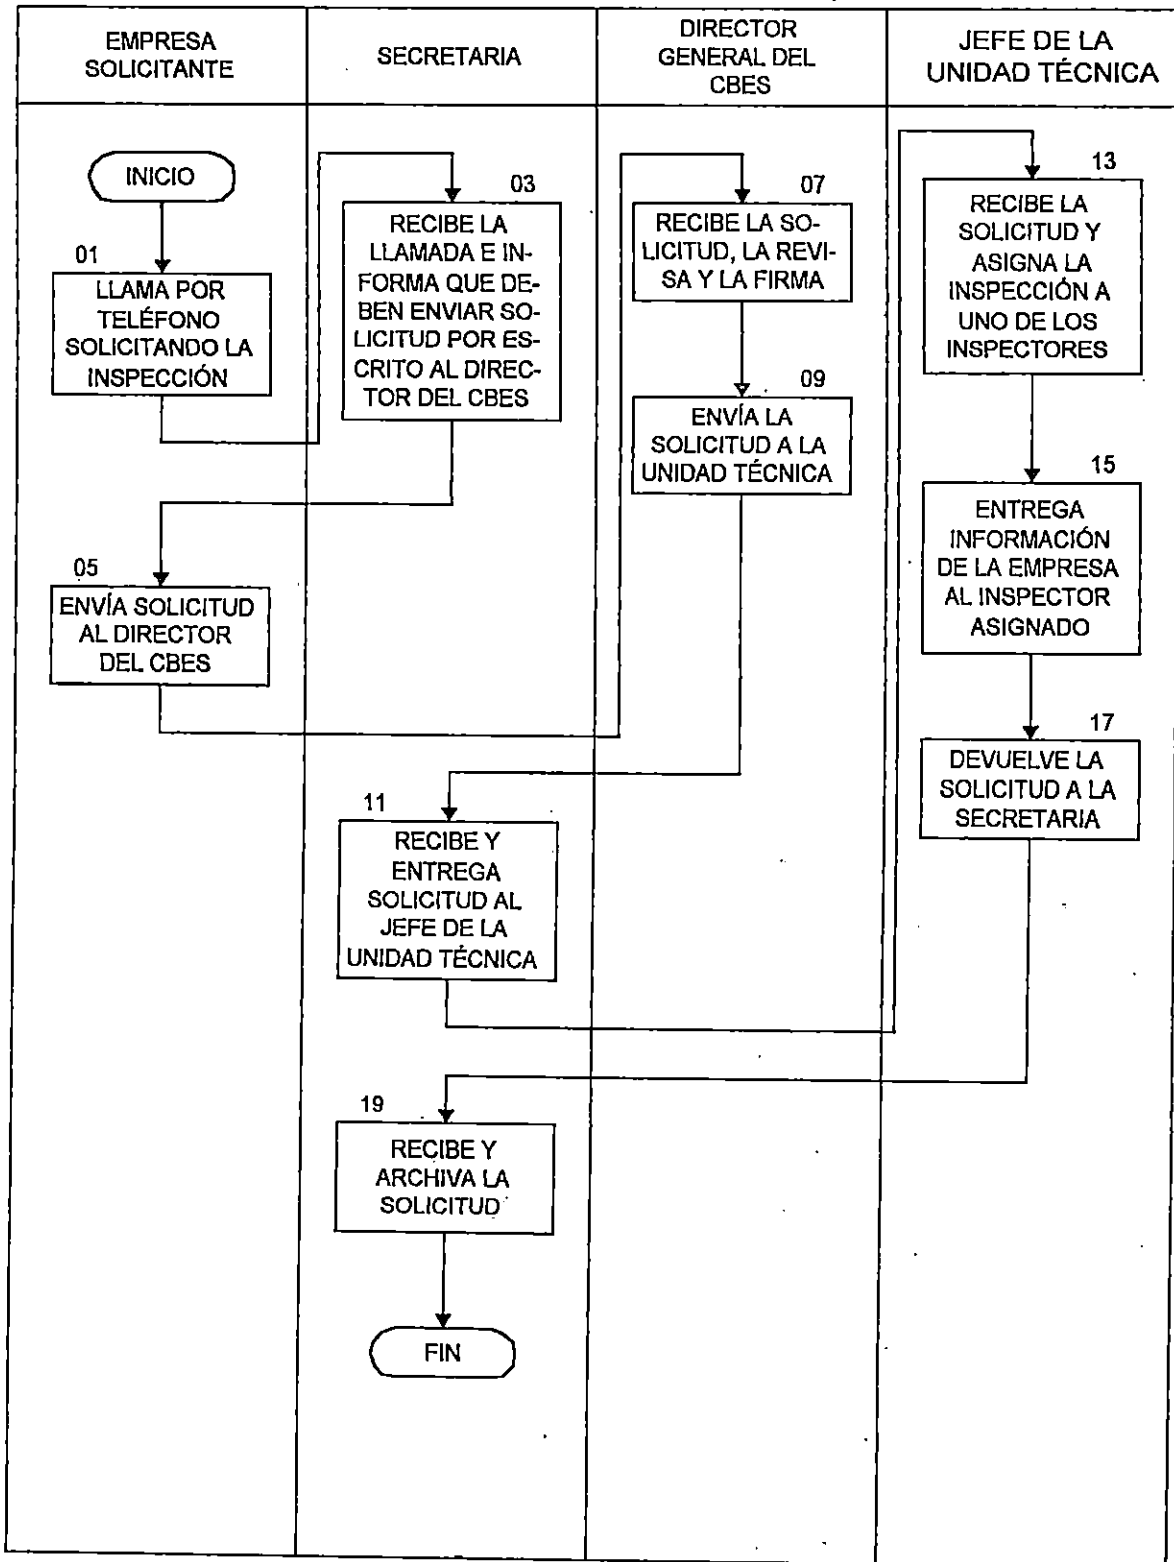 EMPRESA
SOLICITANTE
SECRETARIA
DIRECTOR
GENERAL DEL
CBES
JEFE DE LA
UNIDAD TÉCNICA
INICIO
01
LLAMA POR
TELÉFONO
SOLICITANDO LA
INSPECCIÓN
03
RECIBE LA
LLAMADA E IN-
FORMA QUE DE-
BEN ENVIAR SO-
LICITUD POR ES-
CRITO AL DIREC-
TOR DEL CBES
05
ENVÍA SOLICITUD
AL DIRECTOR
DEL CBES
07
RECIBE LA SO-
LICITUD, LA REVI-
SA Y LA FIRMA
09
ENVÍA LA
SOLICITUD A LA
UNIDAD TÉCNICA
11
RECIBE Y
ENTREGA
SOLICITUD AL
JEFE DE LA
UNIDAD TÉCNICA
13
RECIBE LA
SOLICITUD Y
ASIGNA LA
INSPECCIÓN A
UNO DE LOS
INSPECTORES
15
ENTREGA
INFORMACIÓN
DE LA EMPRESA
AL INSPECTOR
ASIGNADO
17
DEVUELVE LA
SOLICITUD A LA
SECRETARIA
19
RECIBE Y
ARCHIVA LA
SOLICITUD
FIN